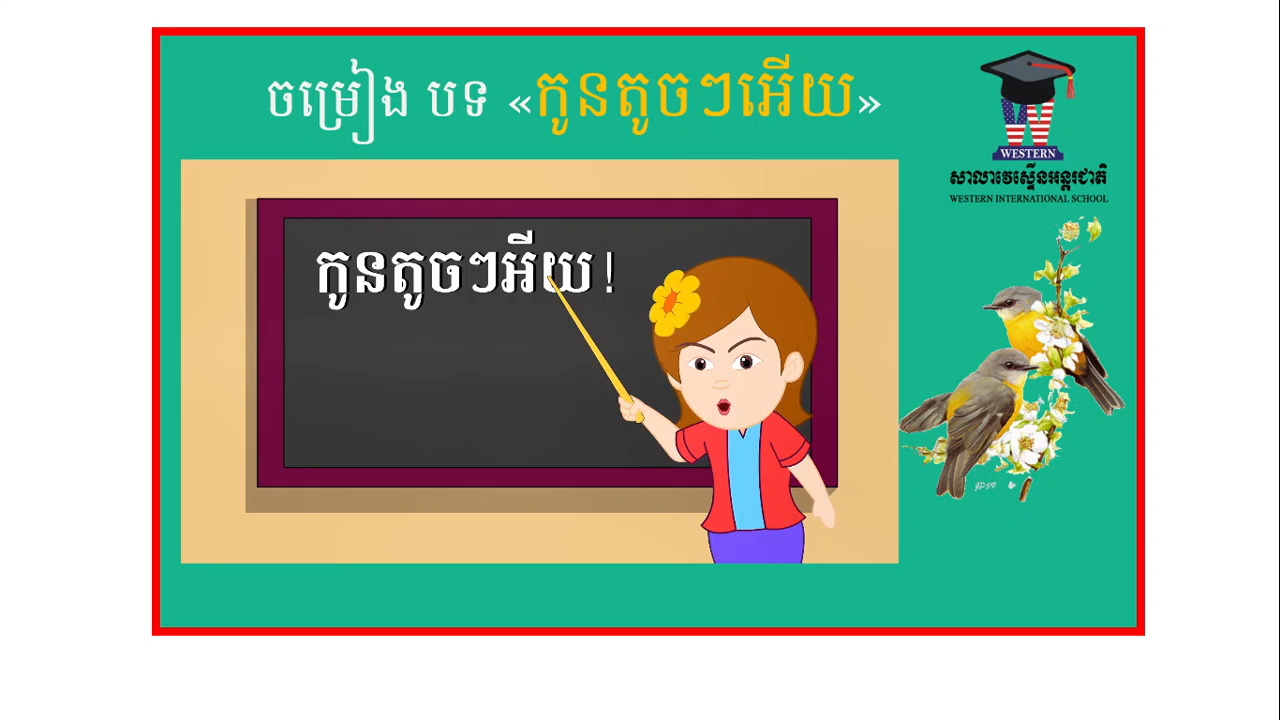 ចម្រៀង បទ «កូនតូចៗអើយ»
WESTERN
សាលាវេស្ទើនអន្តរជាតិ
WESTERN INTERNATIONAL SCHOOL
កូនតូចៗអើយ!